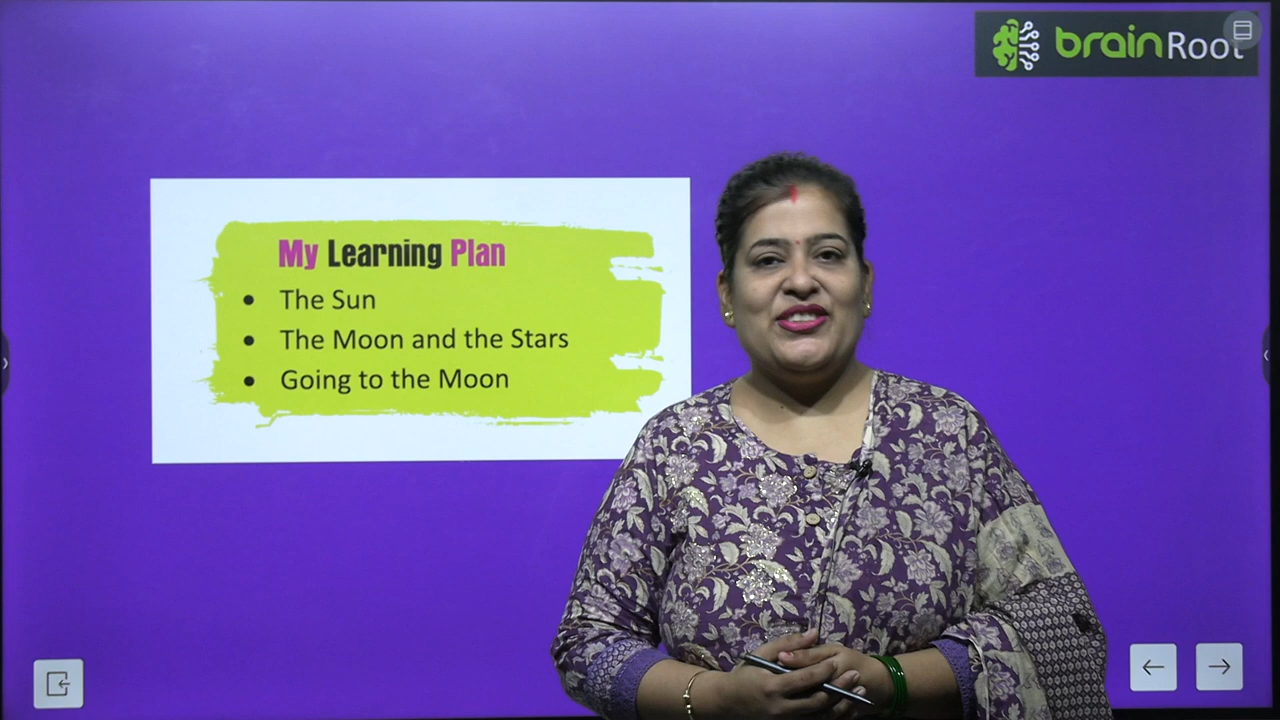 brainRoot
My Learning Plan
• The Sun
• The Moon and the Stars
• Going to the Moon